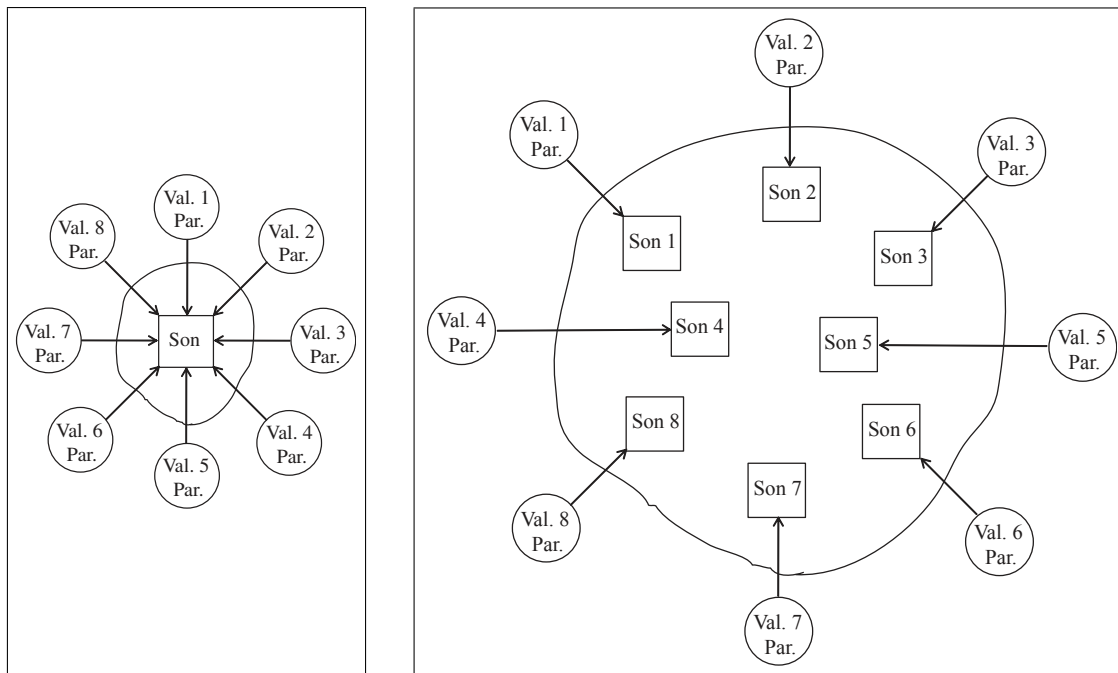 Val. 1
Par.
Val. 8
Par.
Val. 2
Par.
Val. 7
Par.
Son
Val. 3
Par.
Val. 6
Par.
Val. 4
Par.
Val. 5
Par.
Val. 2
Par.
Val. 1
Par.
Val. 3
Par.
Son 2
Son 1
Son 3
Val. 4
Par.
Son 4
Son 5
Val. 5
Par.
Son 8
Son 6
Son 7
Val. 8
Par.
Val. 6
Par.
Val. 7
Par.